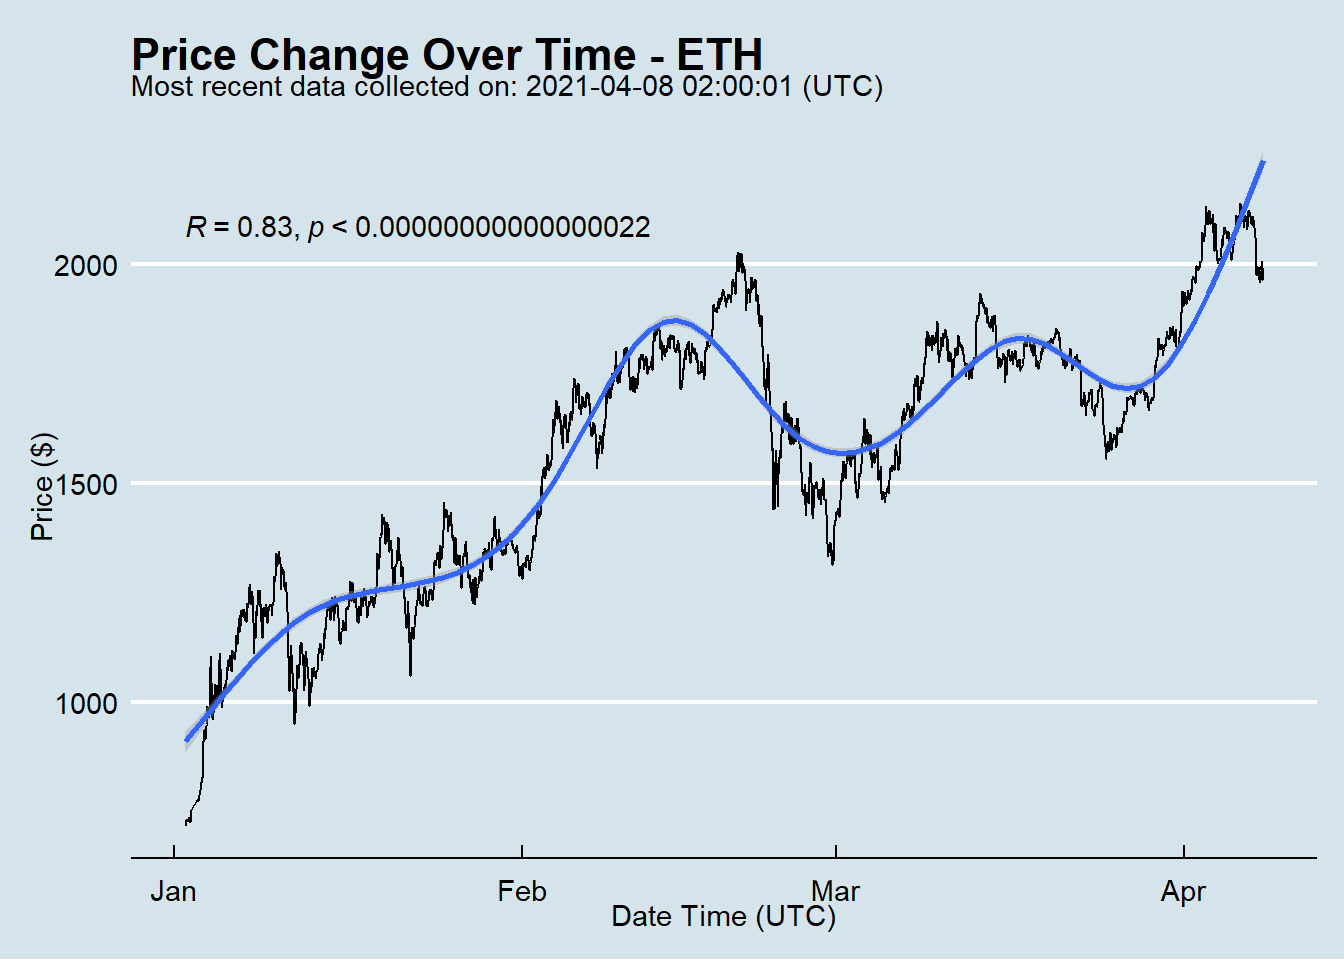 Price Change Over Time - ETH
Most recent data collected on: 2021-04-08 02:00:01 (UTC)
R = 0.83, p < 0.00000000000000022
2000
1500
1000
Price ($)
Jan Feb Mar Apr
Date Time (UTC)